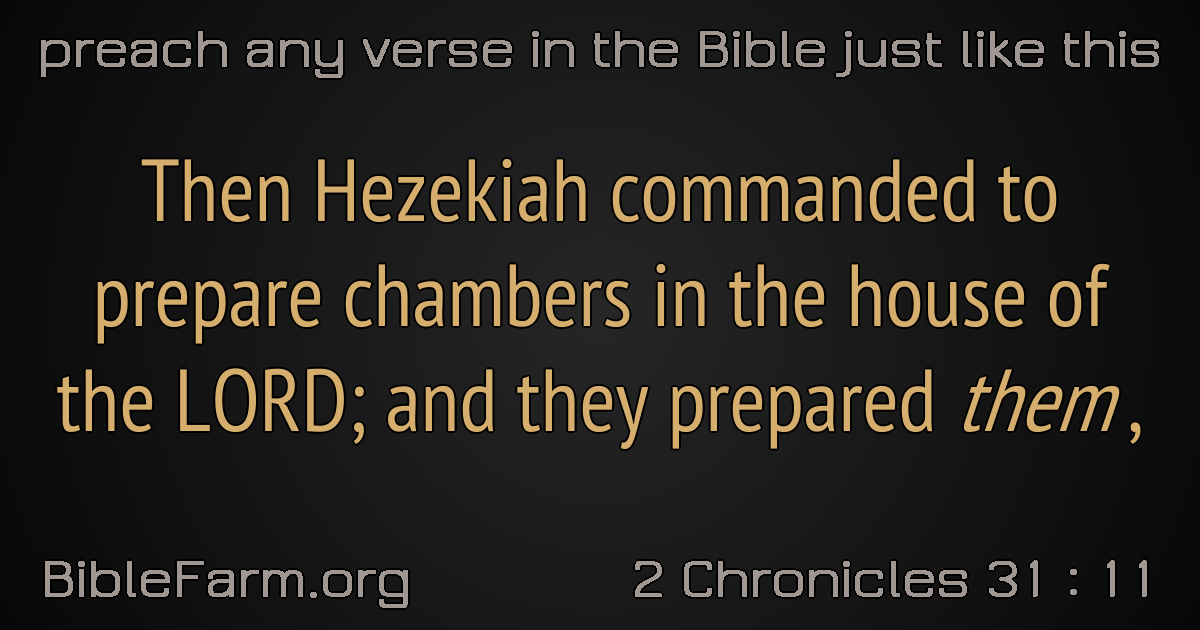 preach any verse in the Bible just like this
Then Hezekiah commanded to
prepare chambers in the house of
the LORD; and they prepared them ,
BibleFarm.org
2 Chronicles 31 : 11